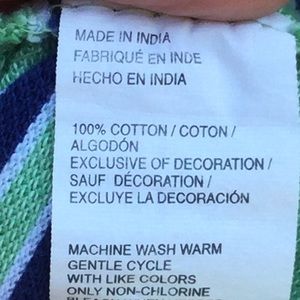 MADE IN INDIA
FABRIQUÉ EN INDE
HECHO EN INDIA
100% COTTON / COTON /
ALGODÓN
EXCLUSIVE OF DECORATION /
SAUF DÉCORATION /
EXCLUYE LA DECORACIÓN
MACHINE WASH WARM
GENTLE CYCLE
WITH LIKE COLORS
ONLY NON-CHLORINE